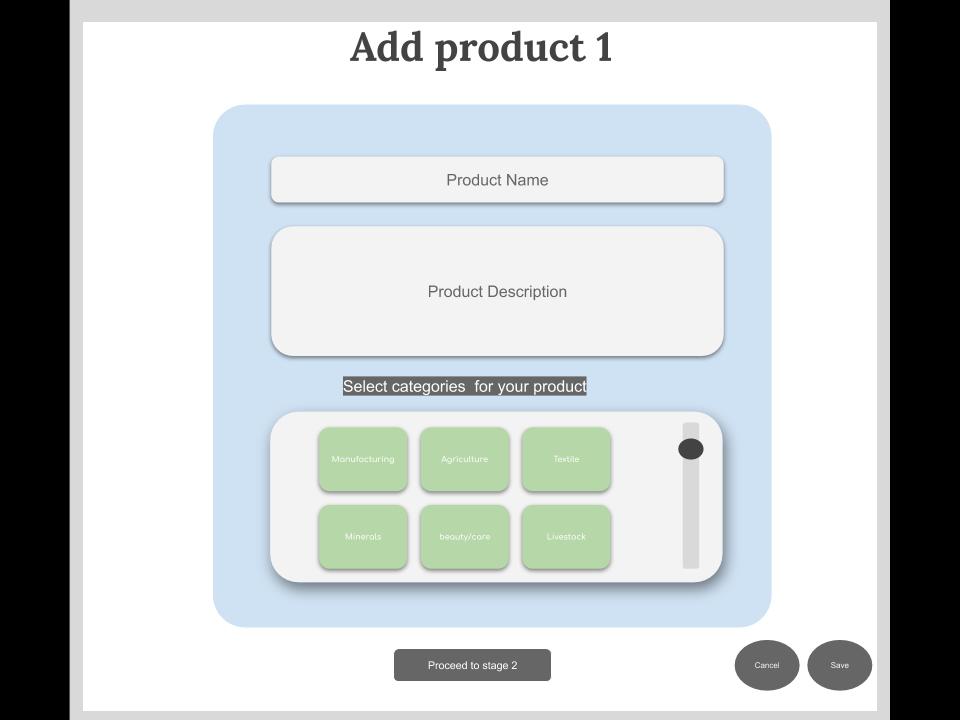 Add product 1
Product Name
Product Description
Select categories  for your product
Manufacturing
Agriculture
Textile
Minerals
beauty/care
Livestock
Proceed to stage 2
Cancel
Save